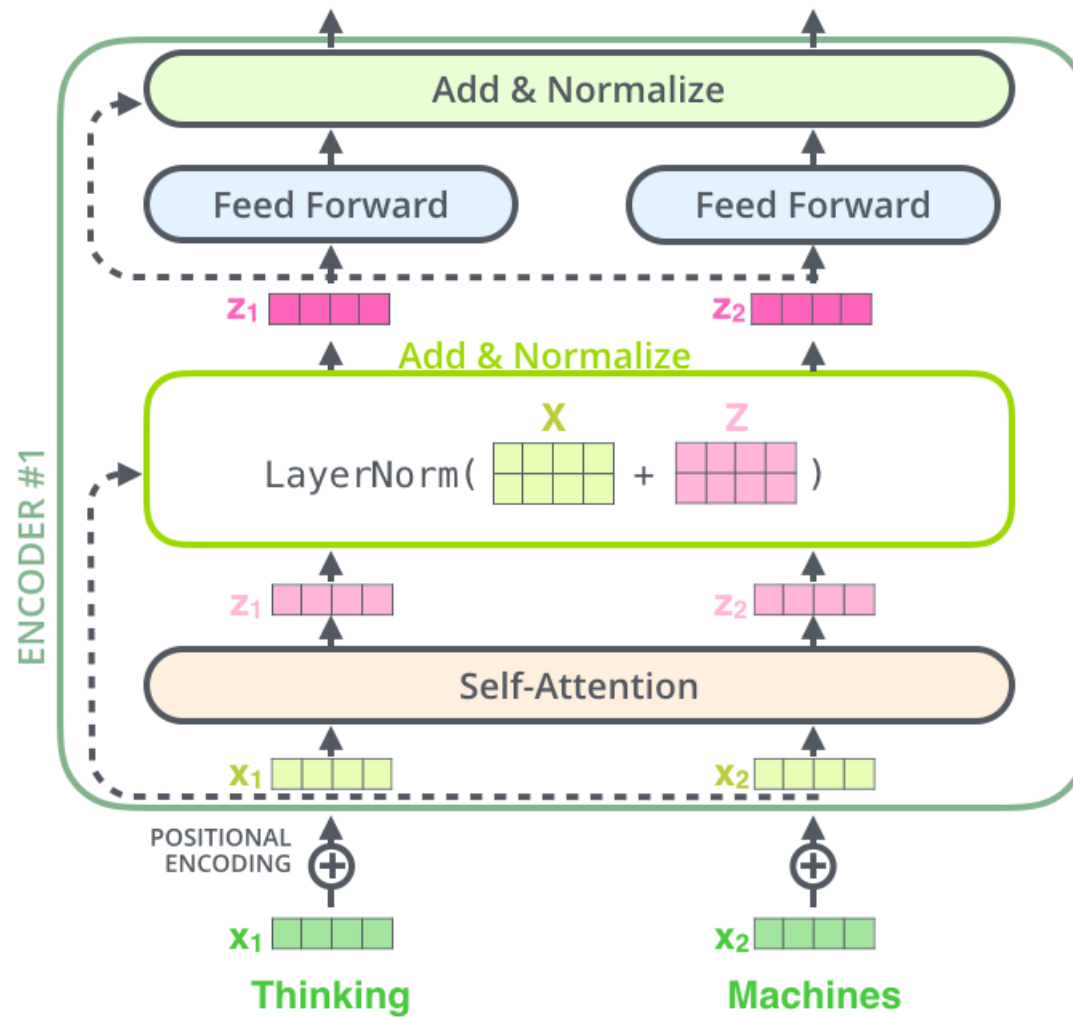 Add & Normalize
Feed Forward Feed Forward
z1 z2
Add & Normalize
X Z
LayerNorm( + )
ENCODER #1
z1 z2
Self-Attention
x1 x2
POSITIONAL
ENCODING
x1 x2
Thinking Machines